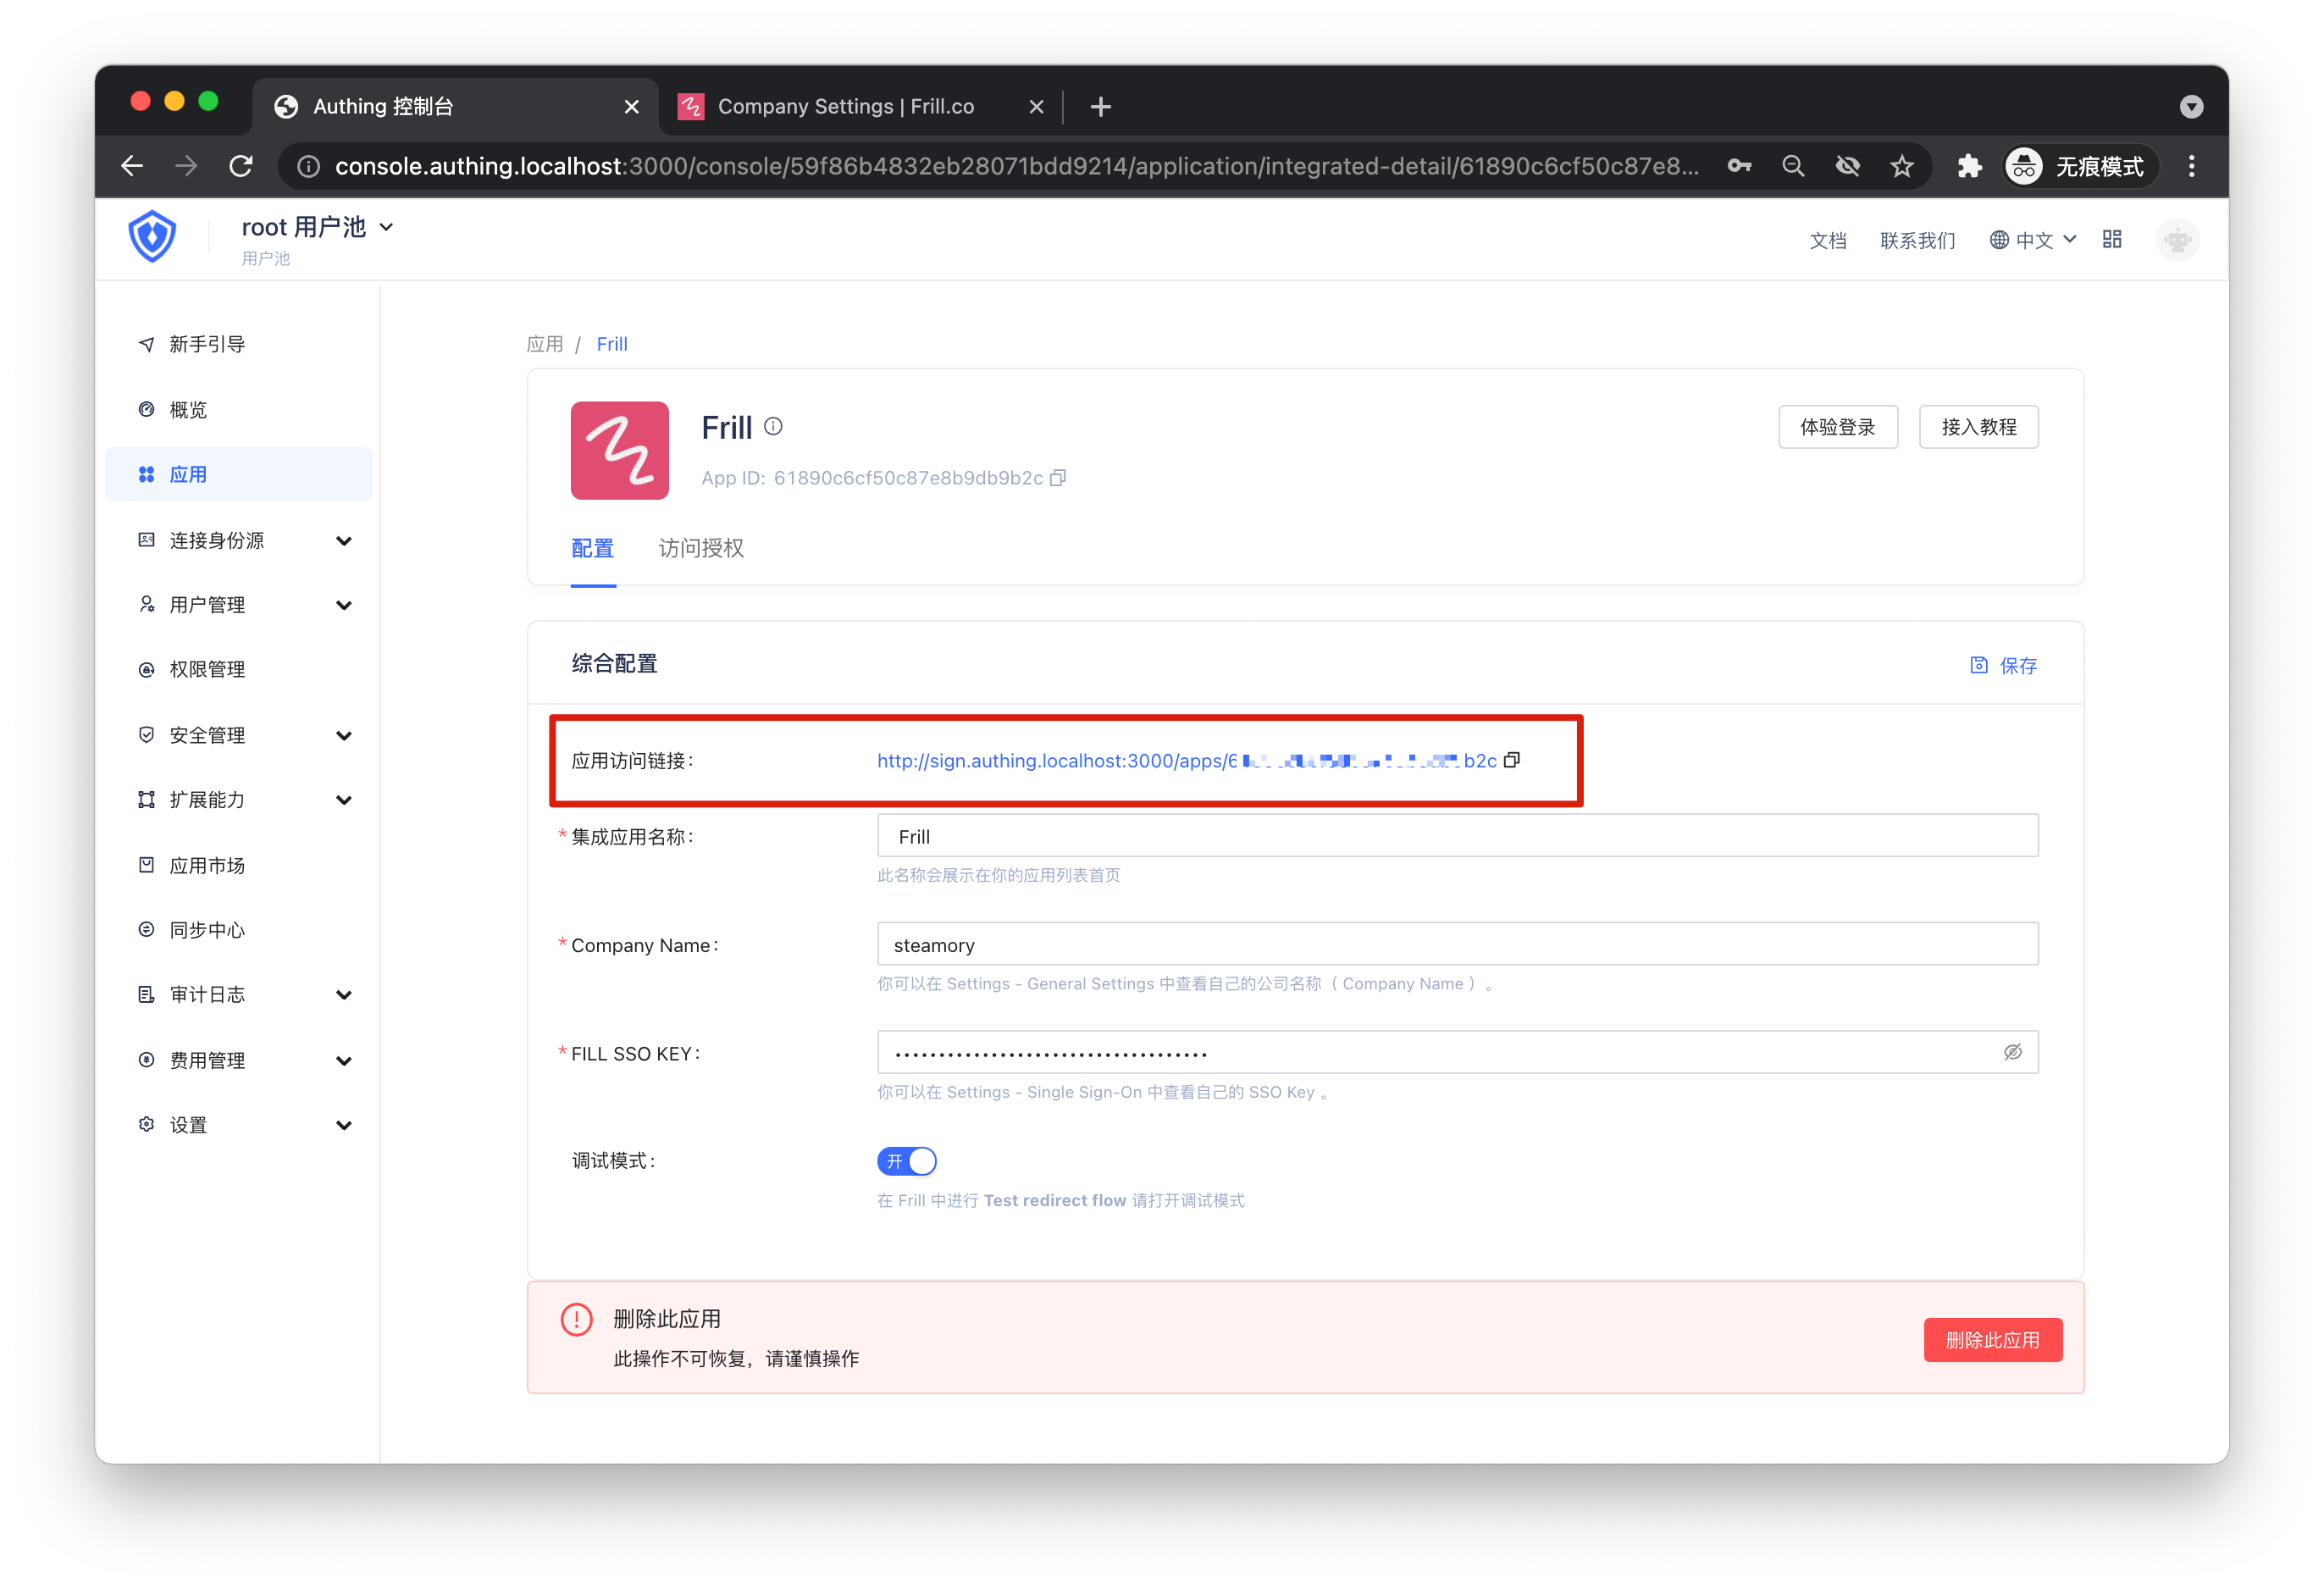 Authing 控制台
Company Settings | Frill.co
console.authing.localhost:3000/console/59f86b4832eb28071bdd9214/application/integrated-detail/61890c6cf50c87e8...
无痕模式
root 用户池
用户池
文档
联系我们
中文
新手引导
概览
应用
连接身份源
用户管理
权限管理
安全管理
扩展能力
应用市场
同步中心
审计日志
费用管理
设置
应用 / Frill
Frill
App ID: 61890c6cf50c87e8b9db9b2c
体验登录
接入教程
配置
访问授权
综合配置
保存
应用访问链接: http://sign.authing.localhost:3000/apps/6 b2c
* 集成应用名称: Frill
此名称会展示在你的应用列表首页
* Company Name: steamory
你可以在 Settings - General Settings 中查看自己的公司名称（ Company Name ）。
* FILL SSO KEY: ••••••••••••••••••••••••••••••••••••
你可以在 Settings - Single Sign-On 中查看自己的 SSO Key 。
调试模式: 开
在 Frill 中进行 Test redirect flow 请打开调试模式
删除此应用
此操作不可恢复，请谨慎操作
删除此应用